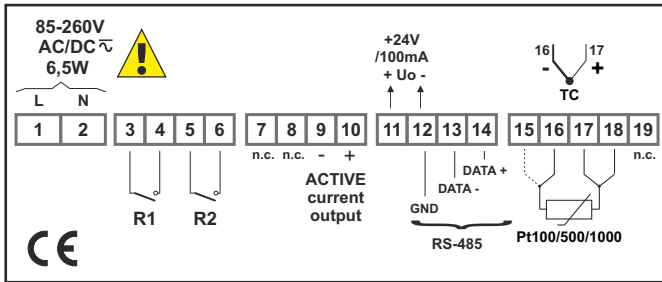 85-260V
AC/DC
6,5W
L N
+24V
/100mA
+ Uo -
16 17
- +
TC
1 2 3 4 5 6 7 8 9 10 11 12 13 14 15 16 17 18 19
n.c. n.c. - + n.c.
R1 R2
ACTIVE
current
output
DATA +
DATA -
GND
RS-485
Pt100/500/1000
CE